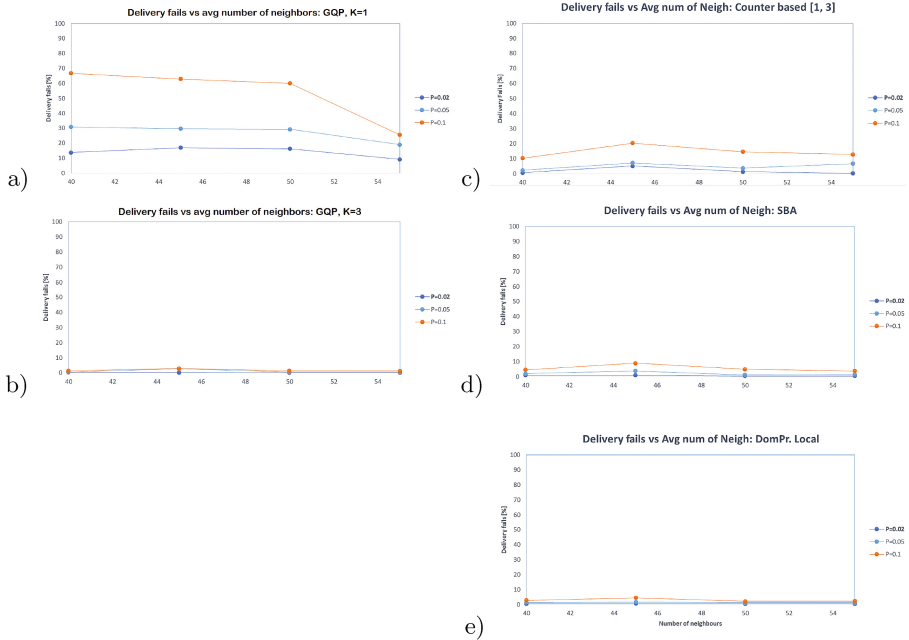 Delivery fails vs avg number of neighbors: GQP, K=1
100
90
80
70
60
50
40
30
20
10
0
Delivery fails [%]
40 42 44 46 48 50 52 54
P=0.02
P=0.05
P=0.1
a)
Delivery fails vs Avg num of Neigh: Counter based [1, 3]
100
90
80
70
60
50
40
30
20
10
0
Delivery Fails [%]
40 42 44 46 48 50 52 54
P=0.02
P=0.05
P=0.1
c)
Delivery fails vs avg number of neighbors: GQP, K=3
100
90
80
70
60
50
40
30
20
10
0
Delivery fails [%]
40 42 44 46 48 50 52 54
P=0.02
P=0.05
P=0.1
b)
Delivery fails vs Avg num of Neigh: SBA
100
90
80
70
60
50
40
30
20
10
0
Delivery fails [%]
40 42 44 46 48 50 52 54
P=0.02
P=0.05
P=0.1
d)
Delivery fails vs Avg num of Neigh: DomPr. Local
100
90
80
70
60
50
40
30
20
10
0
Delivery fails [%]
40 42 44 46 48 50 52 54
Number of neighbours
P=0.02
P=0.05
P=0.1
e)